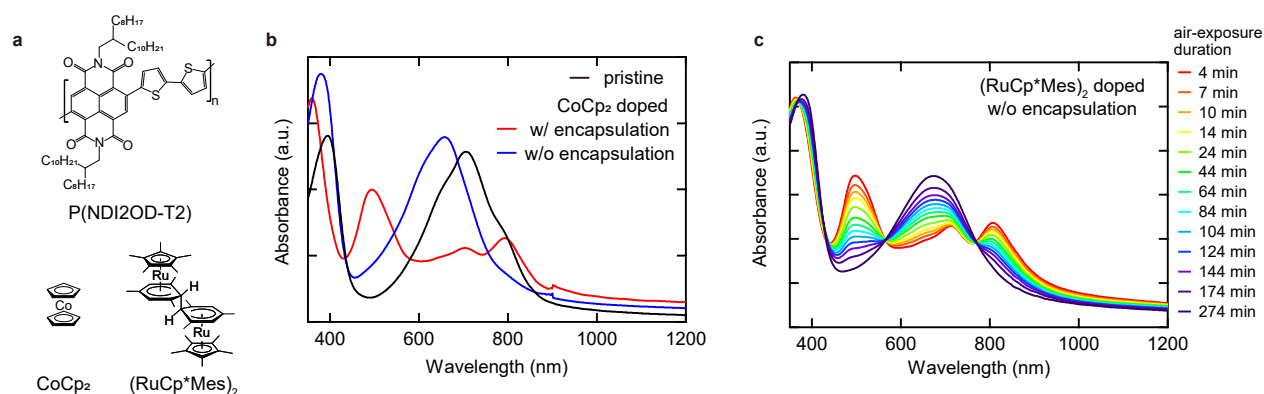 a
C₈H₁₇
C₁₀H₂₁
O
N
O
S
S
n
O
N
O
C₁₀H₂₁
C₈H₁₇
P(NDI2OD-T2)
Co
CoCp₂
Ru
H
H
Ru
(RuCp*Mes)₂
b
pristine
CoCp₂ doped
w/ encapsulation
w/o encapsulation
Absorbance (a.u.)
400
600
800
1000
1200
Wavelength (nm)
c
(RuCp*Mes)₂ doped
w/o encapsulation
Absorbance (a.u.)
400
600
800
1000
1200
Wavelength (nm)
air-exposure
duration
4 min
7 min
10 min
14 min
24 min
44 min
64 min
84 min
104 min
124 min
144 min
174 min
274 min